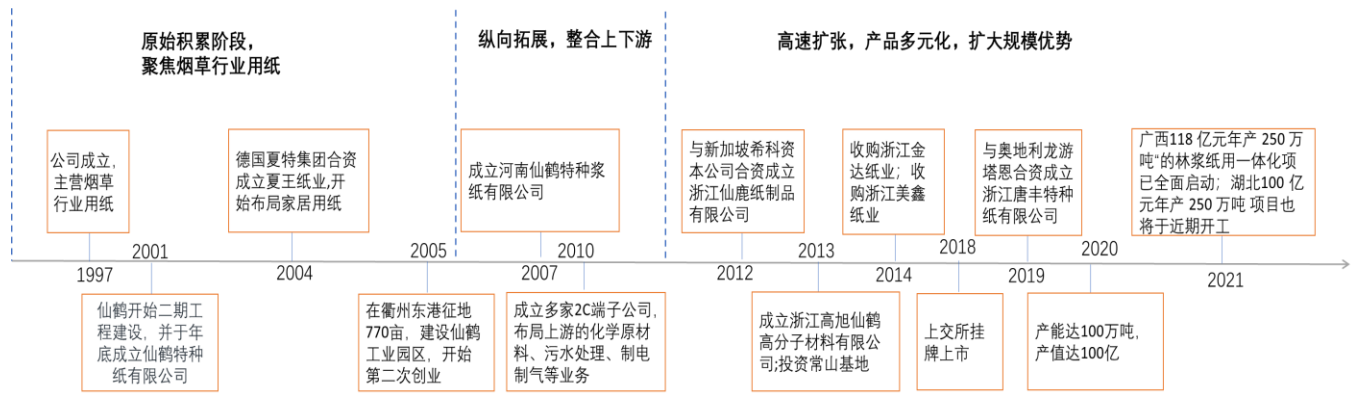 原始积累阶段，
聚焦烟草行业用纸
纵向拓展，整合上下游
高速扩张，产品多元化，扩大规模优势
公司成立，
主营烟草
行业用纸
德国夏特集团合资
成立夏王纸业,开
始布局家居用纸
成立河南仙鹤特种浆
纸有限公司
与新加坡希科资
本公司合资成立
浙江仙鹿纸制品
有限公司
收购浙江金
达纸业；收
购浙江美鑫
纸业
与奥地利龙游
塔恩合资成立
浙江唐丰特种
纸有限公司
广西118 亿元年产 250 万
吨“的林浆纸用一体化项
已全面启动；湖北100 亿
元年产 250 万吨 项目也
将于近期开工
2001
2005
2010
2013
2018
2020
1997
2004
2007
2012
2014
2019
2021
仙鹤开始二期工
程建设，并于年
底成立仙鹤特种
纸有限公司
在衢州东港征地
770亩，建设仙鹤
工业园区，开始
第二次创业
成立多家2C端子公司，
布局上游的化学原材
料、污水处理、制电
制气等业务
成立浙江高旭仙鹤
高分子材料有限公
司;投资常山基地
上交所挂
牌上市
产能达100万吨，
产值达100亿